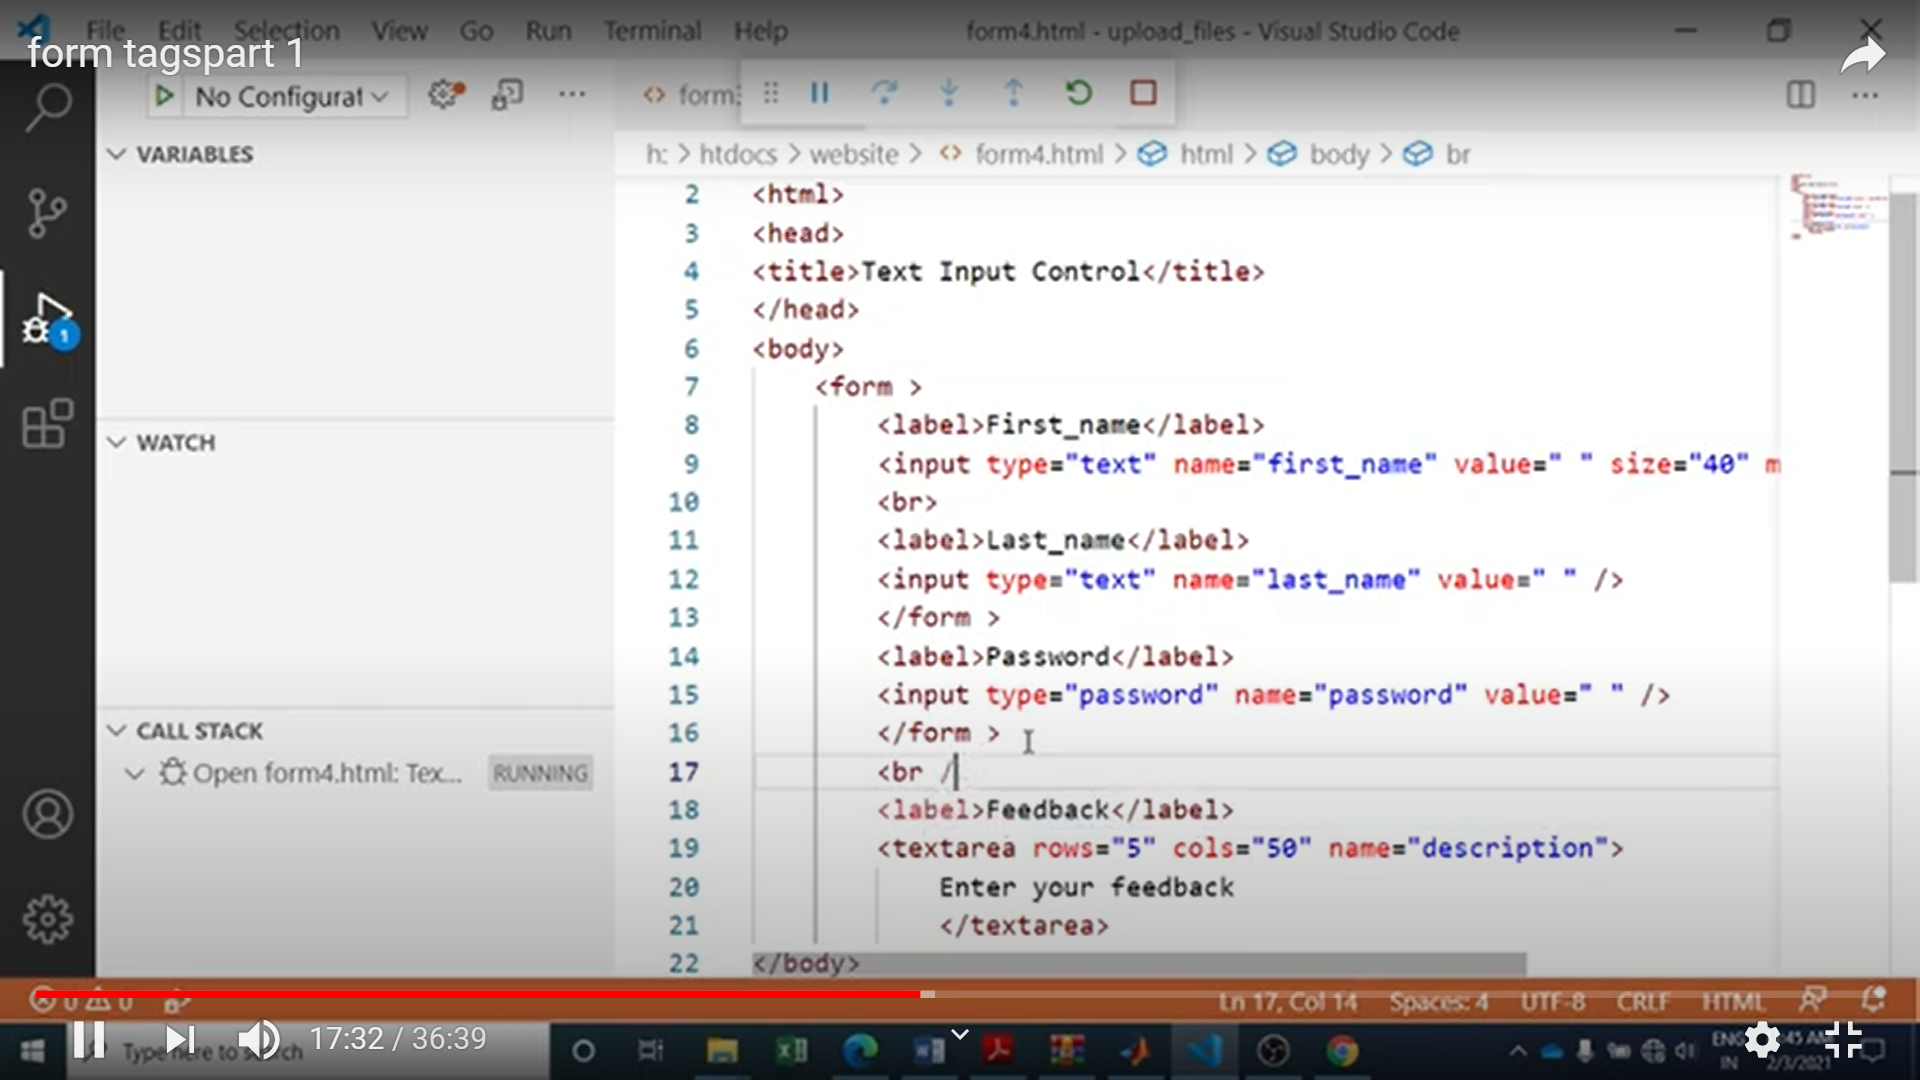 File Edit Selection View Go Run Terminal Help form4.html - upload_files - Visual Studio Code
form tagspart 1
No Configurat
form
VARIABLES
h: > htdocs > website > form4.html > html > body > br
2 <html>
3 <head>
4 <title>Text Input Control</title>
5 </head>
6 <body>
7 <form >
8 <label>First_name</label>
9 <input type="text" name="first_name" value=" " size="40" m
10 <br>
11 <label>Last_name</label>
12 <input type="text" name="last_name" value=" " />
13 </form >
14 <label>Password</label>
15 <input type="password" name="password" value=" " />
16 </form >
17 <br /
18 <label>Feedback</label>
19 <textarea rows="5" cols="50" name="description">
20 Enter your feedback
21 </textarea>
22 </body>
1
WATCH
CALL STACK
Open form4.html: Tex... RUNNING
0 0 Ln 17, Col 14 Spaces: 4 UTF-8 CRLF HTML
17:32 / 36:39
Type here to search
ENG
IN 2/3/2021